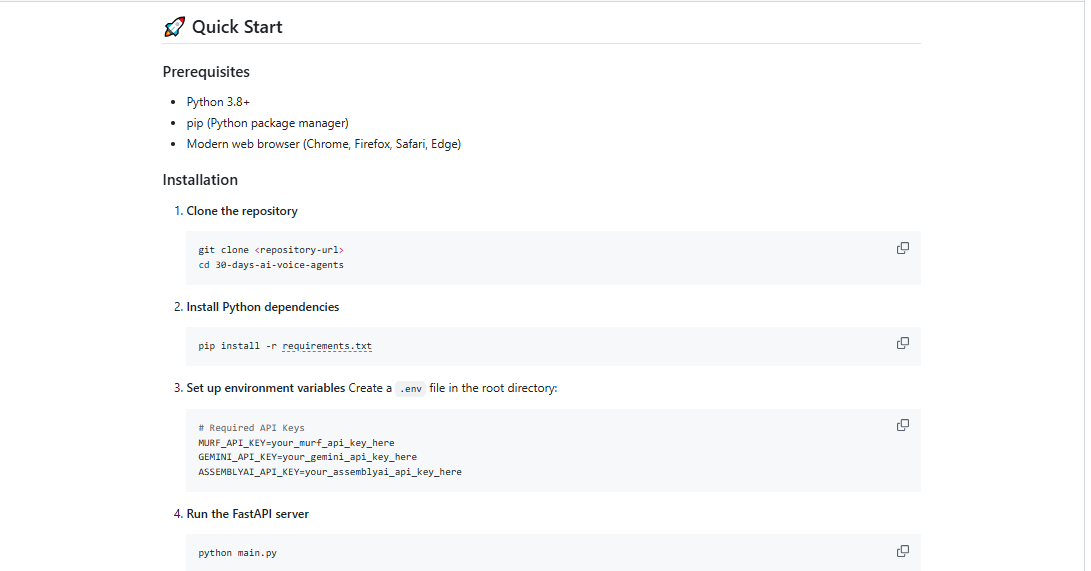 🚀 Quick Start
Prerequisites
• Python 3.8+
• pip (Python package manager)
• Modern web browser (Chrome, Firefox, Safari, Edge)
Installation
1. Clone the repository
git clone <repository-url>
cd 30-days-ai-voice-agents
2. Install Python dependencies
pip install -r requirements.txt
3. Set up environment variables Create a .env file in the root directory:
# Required API Keys
MURF_API_KEY=your_murf_api_key_here
GEMINI_API_KEY=your_gemini_api_key_here
ASSEMBLYAI_API_KEY=your_assemblyai_api_key_here
4. Run the FastAPI server
python main.py